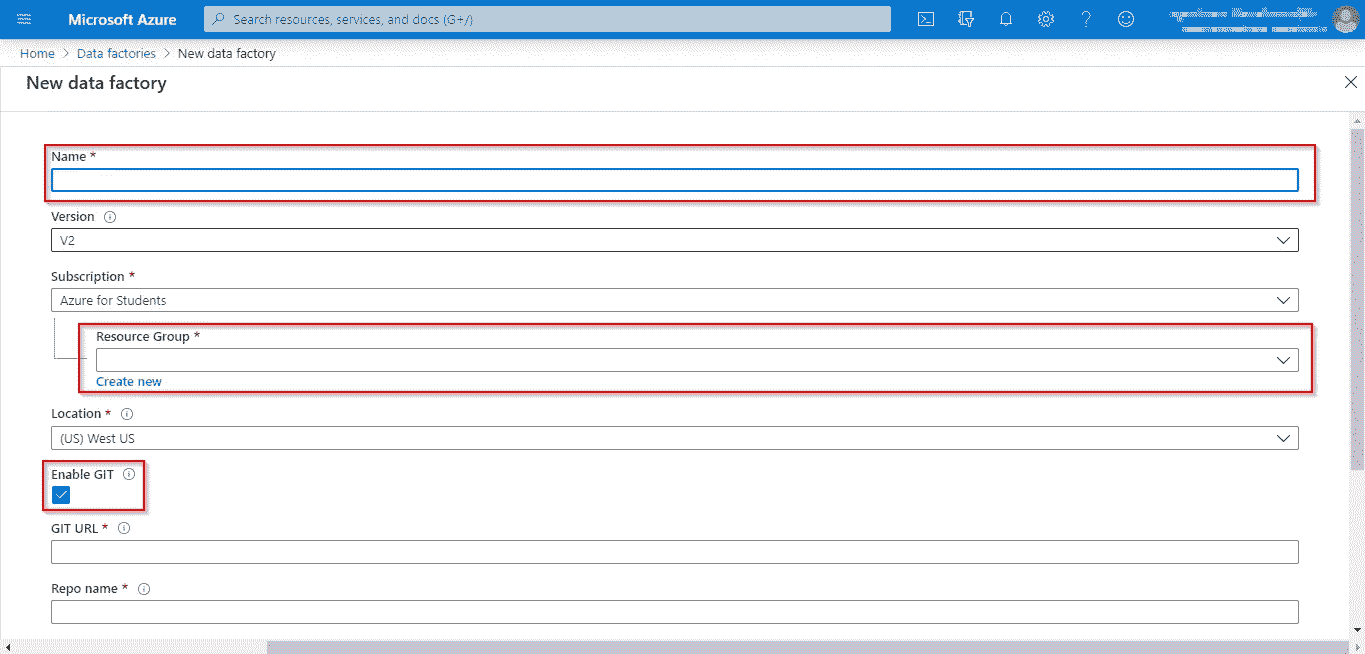 Microsoft Azure
Search resources, services, and docs (G+/)
Home > Data factories > New data factory
New data factory
Name *
Version
V2
Subscription *
Azure for Students
Resource Group *
Create new
Location *
(US) West US
Enable GIT
GIT URL *
Repo name *